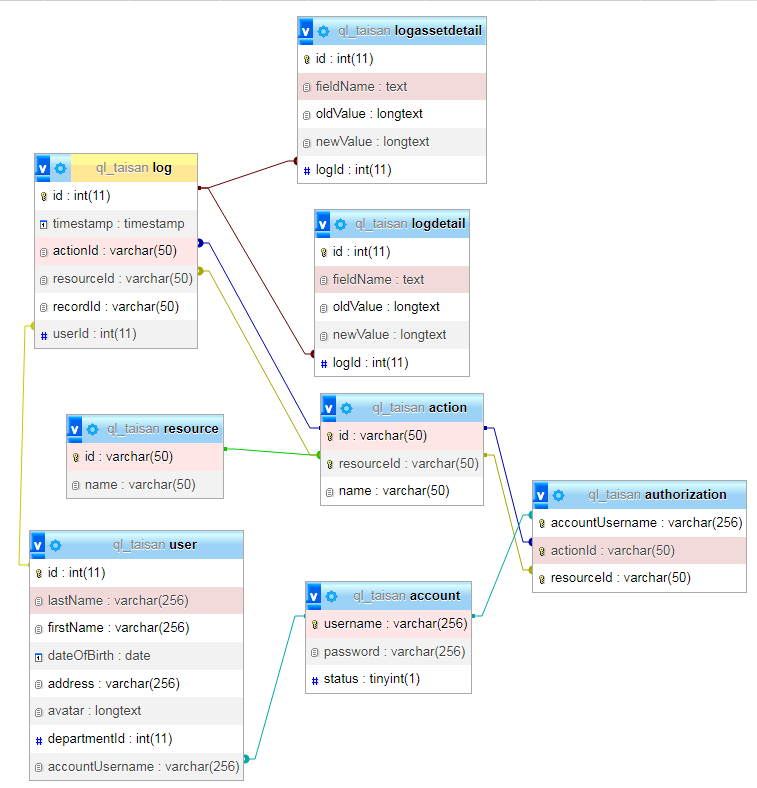 ql_taisan logassetdetail
id : int(11)
fieldName : text
oldValue : longtext
newValue : longtext
logId : int(11)
ql_taisan log
id : int(11)
timestamp : timestamp
actionId : varchar(50)
resourceId : varchar(50)
recordId : varchar(50)
userId : int(11)
ql_taisan logdetail
id : int(11)
fieldName : text
oldValue : longtext
newValue : longtext
logId : int(11)
ql_taisan resource
id : varchar(50)
name : varchar(50)
ql_taisan action
id : varchar(50)
resourceId : varchar(50)
name : varchar(50)
ql_taisan authorization
accountUsername : varchar(256)
actionId : varchar(50)
resourceId : varchar(50)
ql_taisan user
id : int(11)
lastName : varchar(256)
firstName : varchar(256)
dateOfBirth : date
address : varchar(256)
avatar : longtext
departmentId : int(11)
accountUsername : varchar(256)
ql_taisan account
username : varchar(256)
password : varchar(256)
status : tinyint(1)